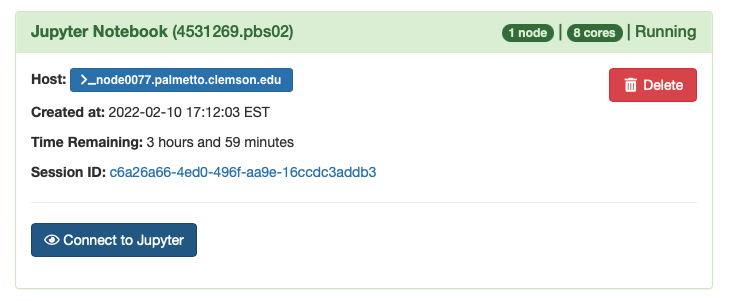 Jupyter Notebook (4531269.pbs02) 1 node | 8 cores | Running
Host: >_node0077.palmetto.clemson.edu Delete
Created at: 2022-02-10 17:12:03 EST
Time Remaining: 3 hours and 59 minutes
Session ID: c6a26a66-4ed0-496f-aa9e-16ccdc3addb3
Connect to Jupyter